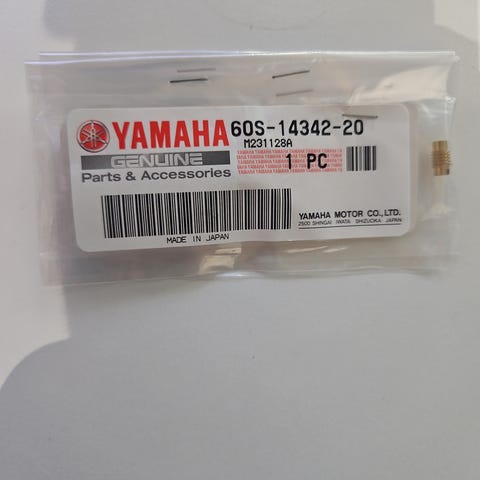 YAMAHA 60S-14342-20
M231128A
GENUINE
1 PC
Parts & Accessories
YAMAHA MOTOR CO., LTD.
2500 SHINGAI IWATA SHIZUOKA JAPAN
MADE IN JAPAN